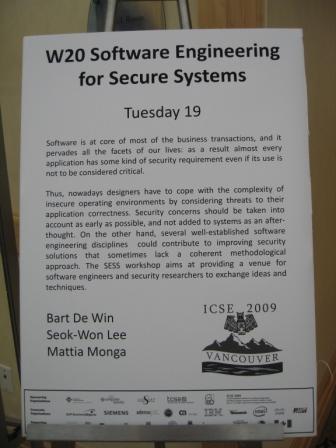 W20 Software Engineering
for Secure Systems
Tuesday 19
Software is at core of most of the business transactions, and it
pervades all the facets of our lives: as a result almost every
application has some kind of security requirement even if its use is
not to be considered critical.
Thus, nowadays designers have to cope with the complexity of
insecure operating environments by considering threats to their
application correctness. Security concerns should be taken into
account as early as possible, and not added to systems as an after-
thought. On the other hand, several well-established software
engineering disciplines could contribute to improving security
solutions that sometimes lack a coherent methodological
approach. The SESS workshop aims at providing a venue for
software engineers and security researchers to exchange ideas and
techniques.
Bart De Win
Seok-Won Lee
Mattia Monga
ICSE 2009
VANCOUVER
SIEMENS
IBM